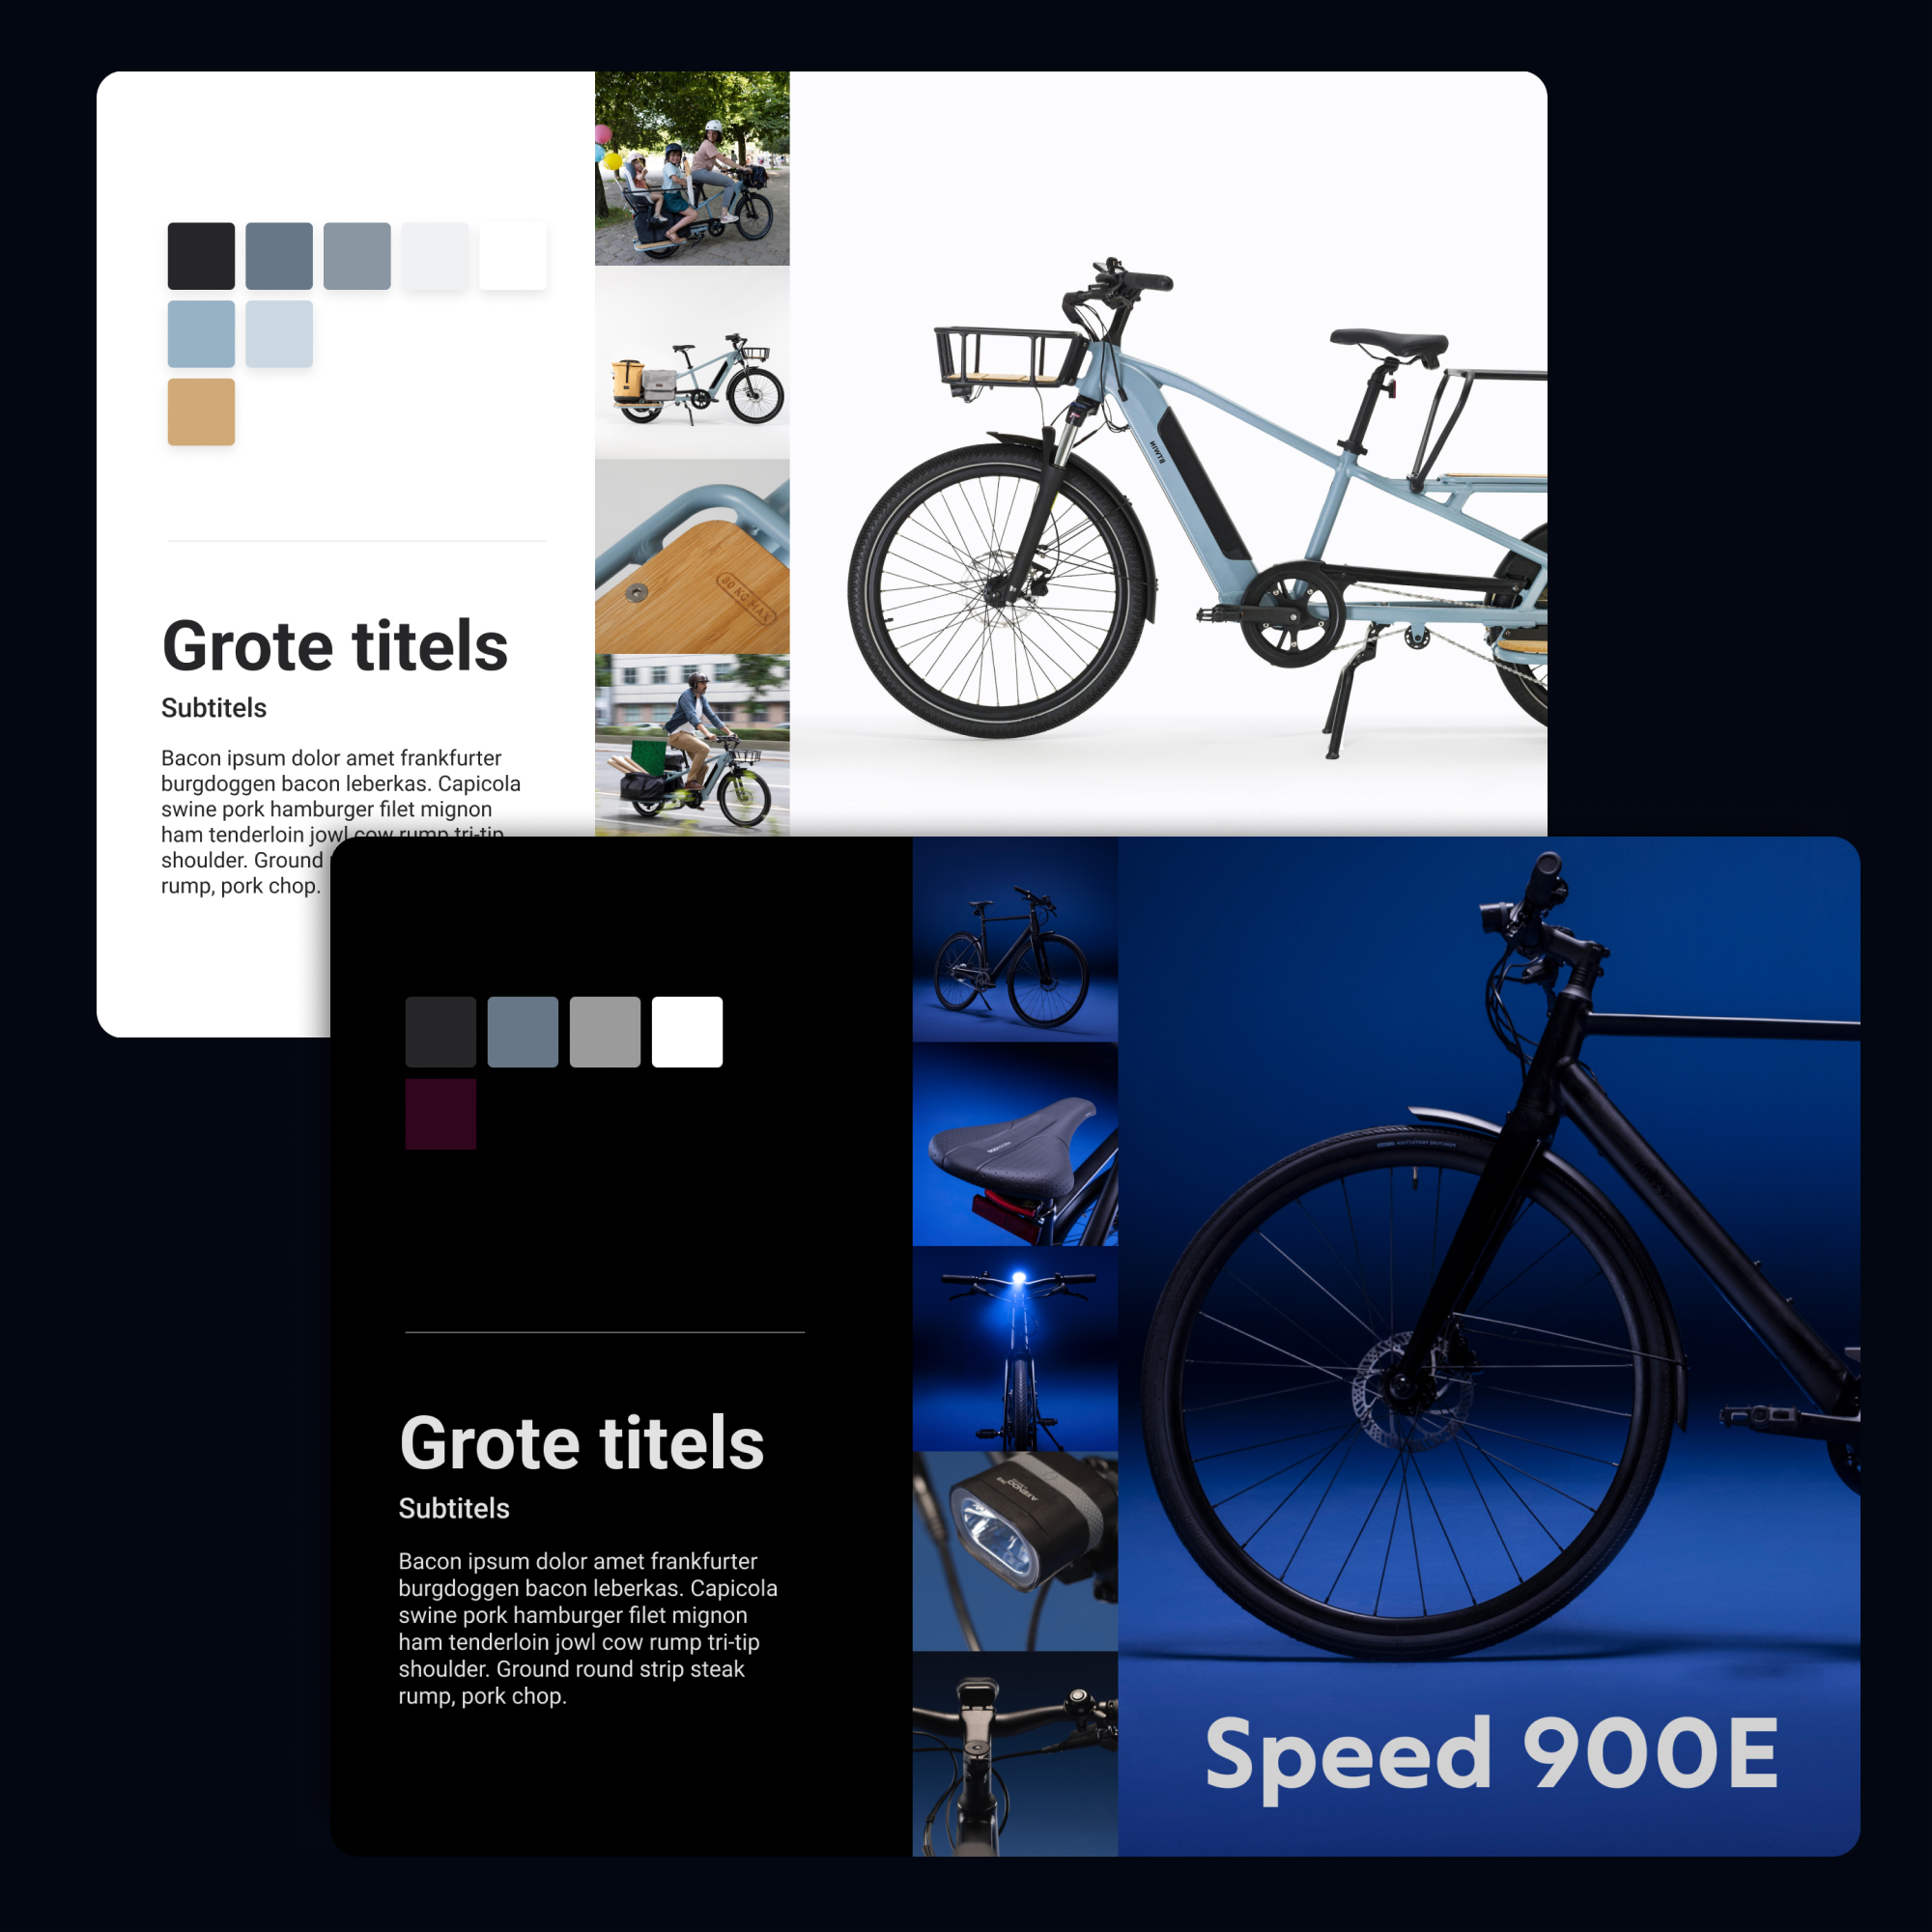 Grote titels
Subtitels
Bacon ipsum dolor amet frankfurter
burgdoggen bacon leberkas. Capicola
swine pork hamburger filet mignon
ham tenderloin jowl cow rump tri-tip
shoulder. Ground
rump, pork chop.
80 KG MAX
BTWIN
Grote titels
Subtitels
Bacon ipsum dolor amet frankfurter
burgdoggen bacon leberkas. Capicola
swine pork hamburger filet mignon
ham tenderloin jowl cow rump tri-tip
shoulder. Ground round strip steak
rump, pork chop.
AXENDO
Speed 900E